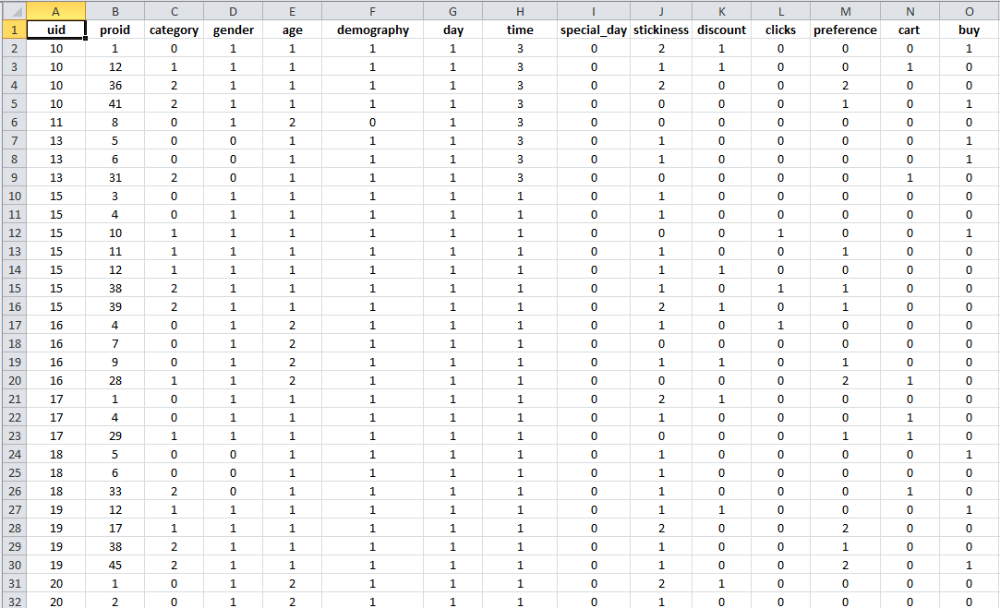 A B C D E F G H I J K L M N O
1 uid proid category gender age demography day time special_day stickiness discount clicks preference cart buy
2 10 1 0 1 1 1 1 3 0 2 1 0 0 0 1
3 10 12 1 1 1 1 1 3 0 1 1 0 0 1 0
4 10 36 2 1 1 1 1 3 0 2 0 0 2 0 0
5 10 41 2 1 1 1 1 3 0 0 0 0 1 0 1
6 11 8 0 1 2 0 1 3 0 0 0 0 0 0 0
7 13 5 0 0 1 1 1 3 0 1 0 0 0 0 1
8 13 6 0 0 1 1 1 3 0 1 0 0 0 0 1
9 13 31 2 0 1 1 1 3 0 0 0 0 0 1 0
10 15 3 0 1 1 1 1 1 0 1 0 0 0 0 0
11 15 4 0 1 1 1 1 1 0 1 0 0 0 0 0
12 15 10 1 1 1 1 1 1 0 0 0 1 0 0 1
13 15 11 1 1 1 1 1 1 0 1 0 0 1 0 0
14 15 12 1 1 1 1 1 1 0 1 1 0 0 0 0
15 15 38 2 1 1 1 1 1 0 1 0 1 1 0 0
16 15 39 2 1 1 1 1 1 0 2 1 0 1 0 0
17 16 4 0 1 2 1 1 1 0 1 0 1 0 0 0
18 16 7 0 1 2 1 1 1 0 0 0 0 0 0 0
19 16 9 0 1 2 1 1 1 0 1 1 0 1 0 0
20 16 28 1 1 2 1 1 1 0 0 0 0 2 1 0
21 17 1 0 1 1 1 1 1 0 2 1 0 0 0 0
22 17 4 0 1 1 1 1 1 0 1 0 0 0 1 0
23 17 29 1 1 1 1 1 1 0 0 0 0 1 1 0
24 18 5 0 0 1 1 1 1 0 1 0 0 0 0 1
25 18 6 0 0 1 1 1 1 0 1 0 0 0 0 0
26 18 33 2 0 1 1 1 1 0 1 0 0 0 1 0
27 19 12 1 1 1 1 1 1 0 1 1 0 0 0 1
28 19 17 1 1 1 1 1 1 0 2 0 0 2 0 0
29 19 38 2 1 1 1 1 1 0 1 0 0 1 0 0
30 19 45 2 1 1 1 1 1 0 1 0 0 2 0 1
31 20 1 0 1 2 1 1 1 0 2 1 0 0 0 0
32 20 2 0 1 2 1 1 1 0 1 0 0 0 0 0